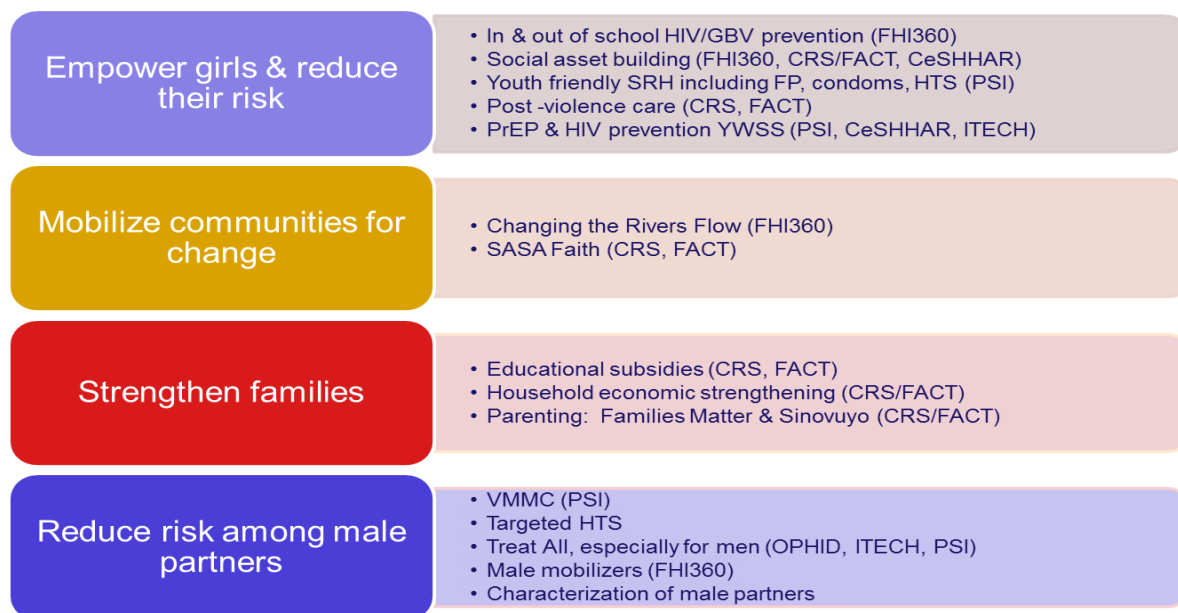 Empower girls & reduce
their risk
• In & out of school HIV/GBV prevention (FHI360)
• Social asset building (FHI360, CRS/FACT, CeSHHAR)
• Youth friendly SRH including FP, condoms, HTS (PSI)
• Post -violence care (CRS, FACT)
• PrEP & HIV prevention YWSS (PSI, CeSHHAR, ITECH)
Mobilize communities for
change
• Changing the Rivers Flow (FHI360)
• SASA Faith (CRS, FACT)
Strengthen families
• Educational subsidies (CRS, FACT)
• Household economic strengthening (CRS/FACT)
• Parenting: Families Matter & Sinovuyo (CRS/FACT)
Reduce risk among male
partners
• VMMC (PSI)
• Targeted HTS
• Treat All, especially for men (OPHID, ITECH, PSI)
• Male mobilizers (FHI360)
• Characterization of male partners